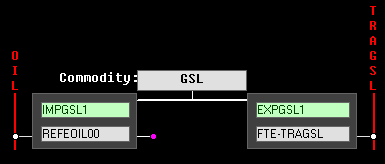 OIL
TRAGSL
Commodity: GSL
IMPGSL1
REFEOIL00
EXPGSL1
FTE-TRAGSL